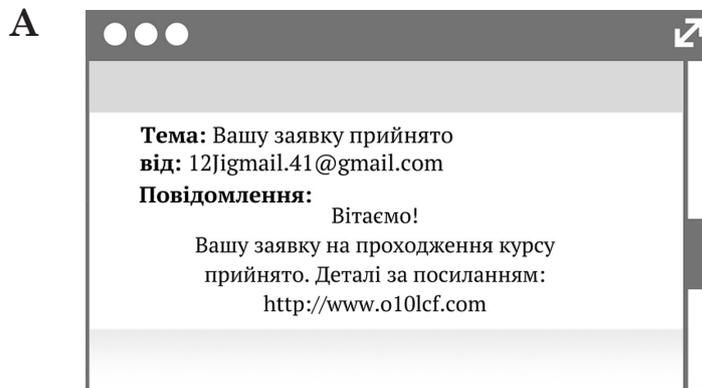 А
Тема: Вашу заявку прийнято
від: 12Jigmail.41@gmail.com
Повідомлення:
Вітаємо!
Вашу заявку на проходження курсу
прийнято. Деталі за посиланням:
http://www.o10lcf.com